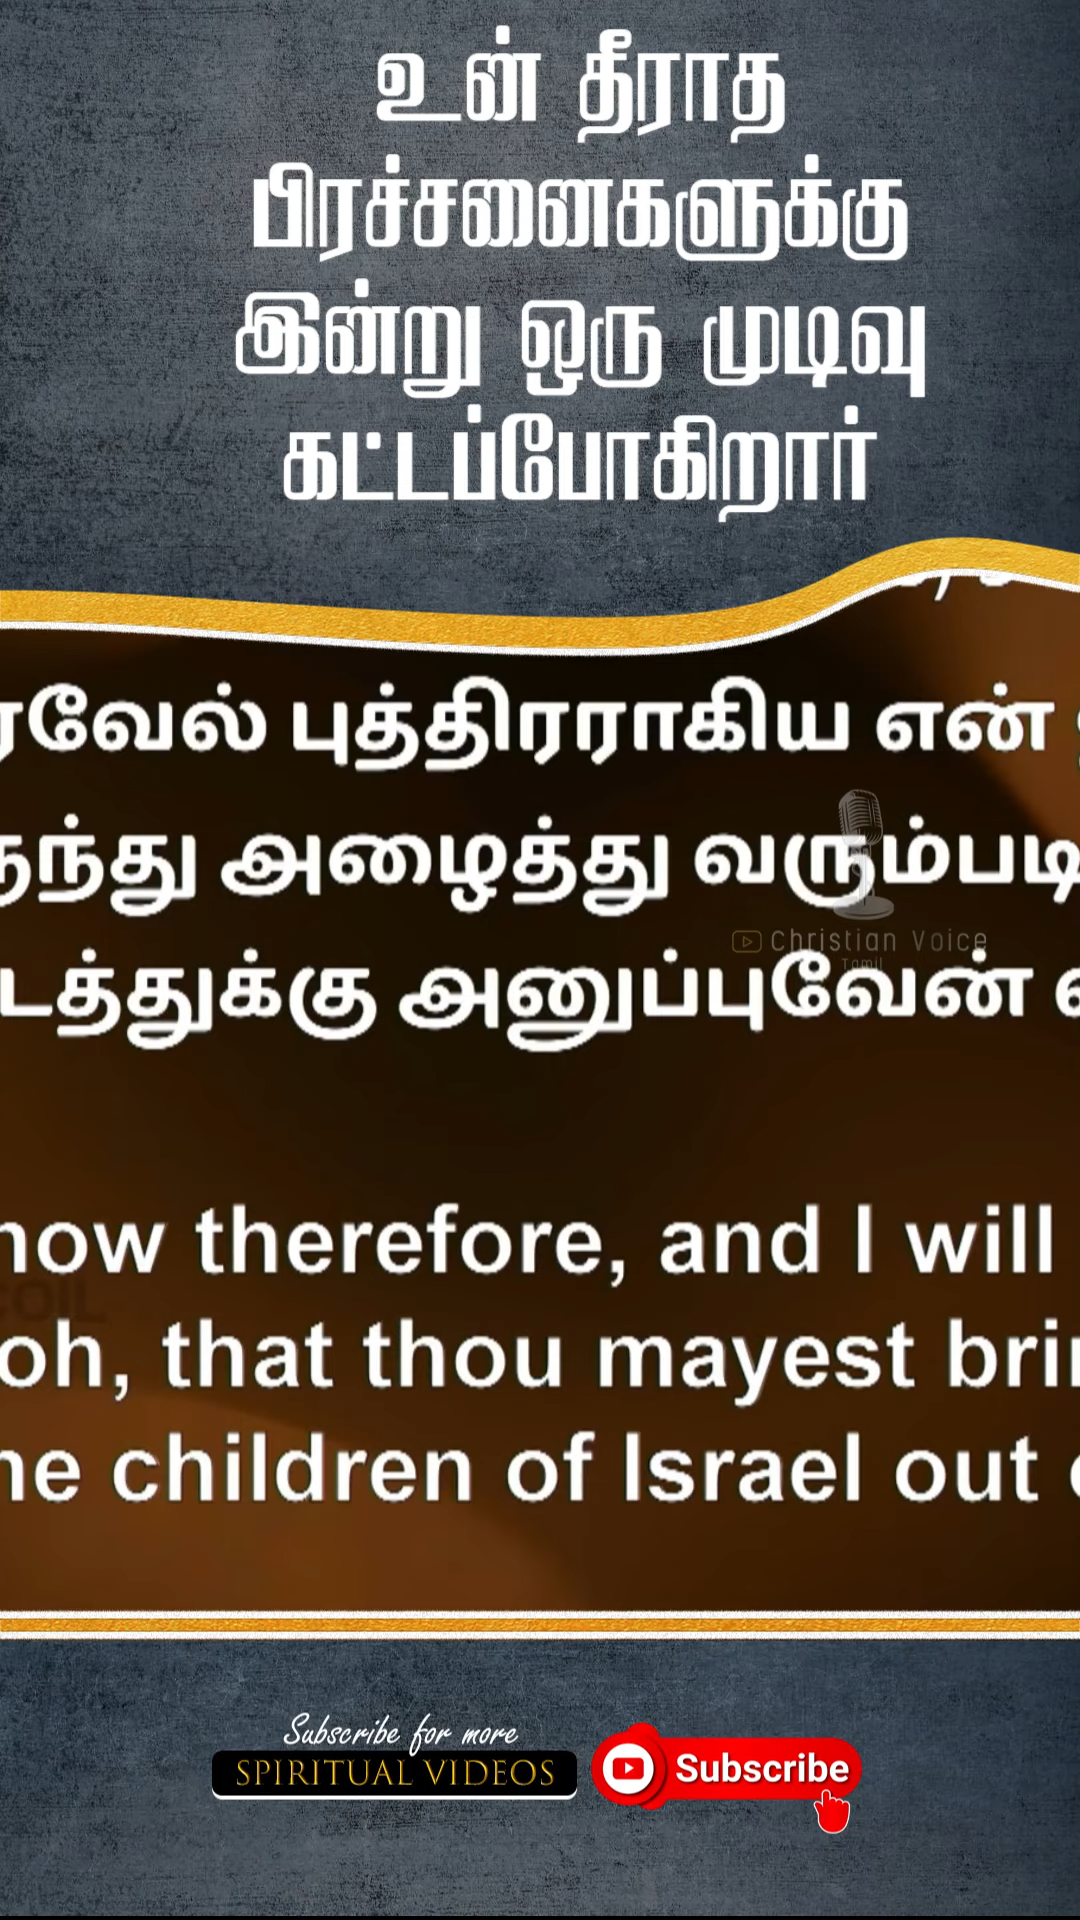 உன் தீராத
பிரச்சனைகளுக்கு
இன்று ஒரு முடிவு
கட்டப்போகிறார்
ரவேல் புத்திரராகிய என்
ந்து அழைத்து வரும்படி
Christian Voice
Tamil
டத்துக்கு அனுப்புவேன்
now therefore, and I will
COIL
oh, that thou mayest bri
he children of Israel out
Subscribe for more
SPIRITUAL VIDEOS
Subscribe